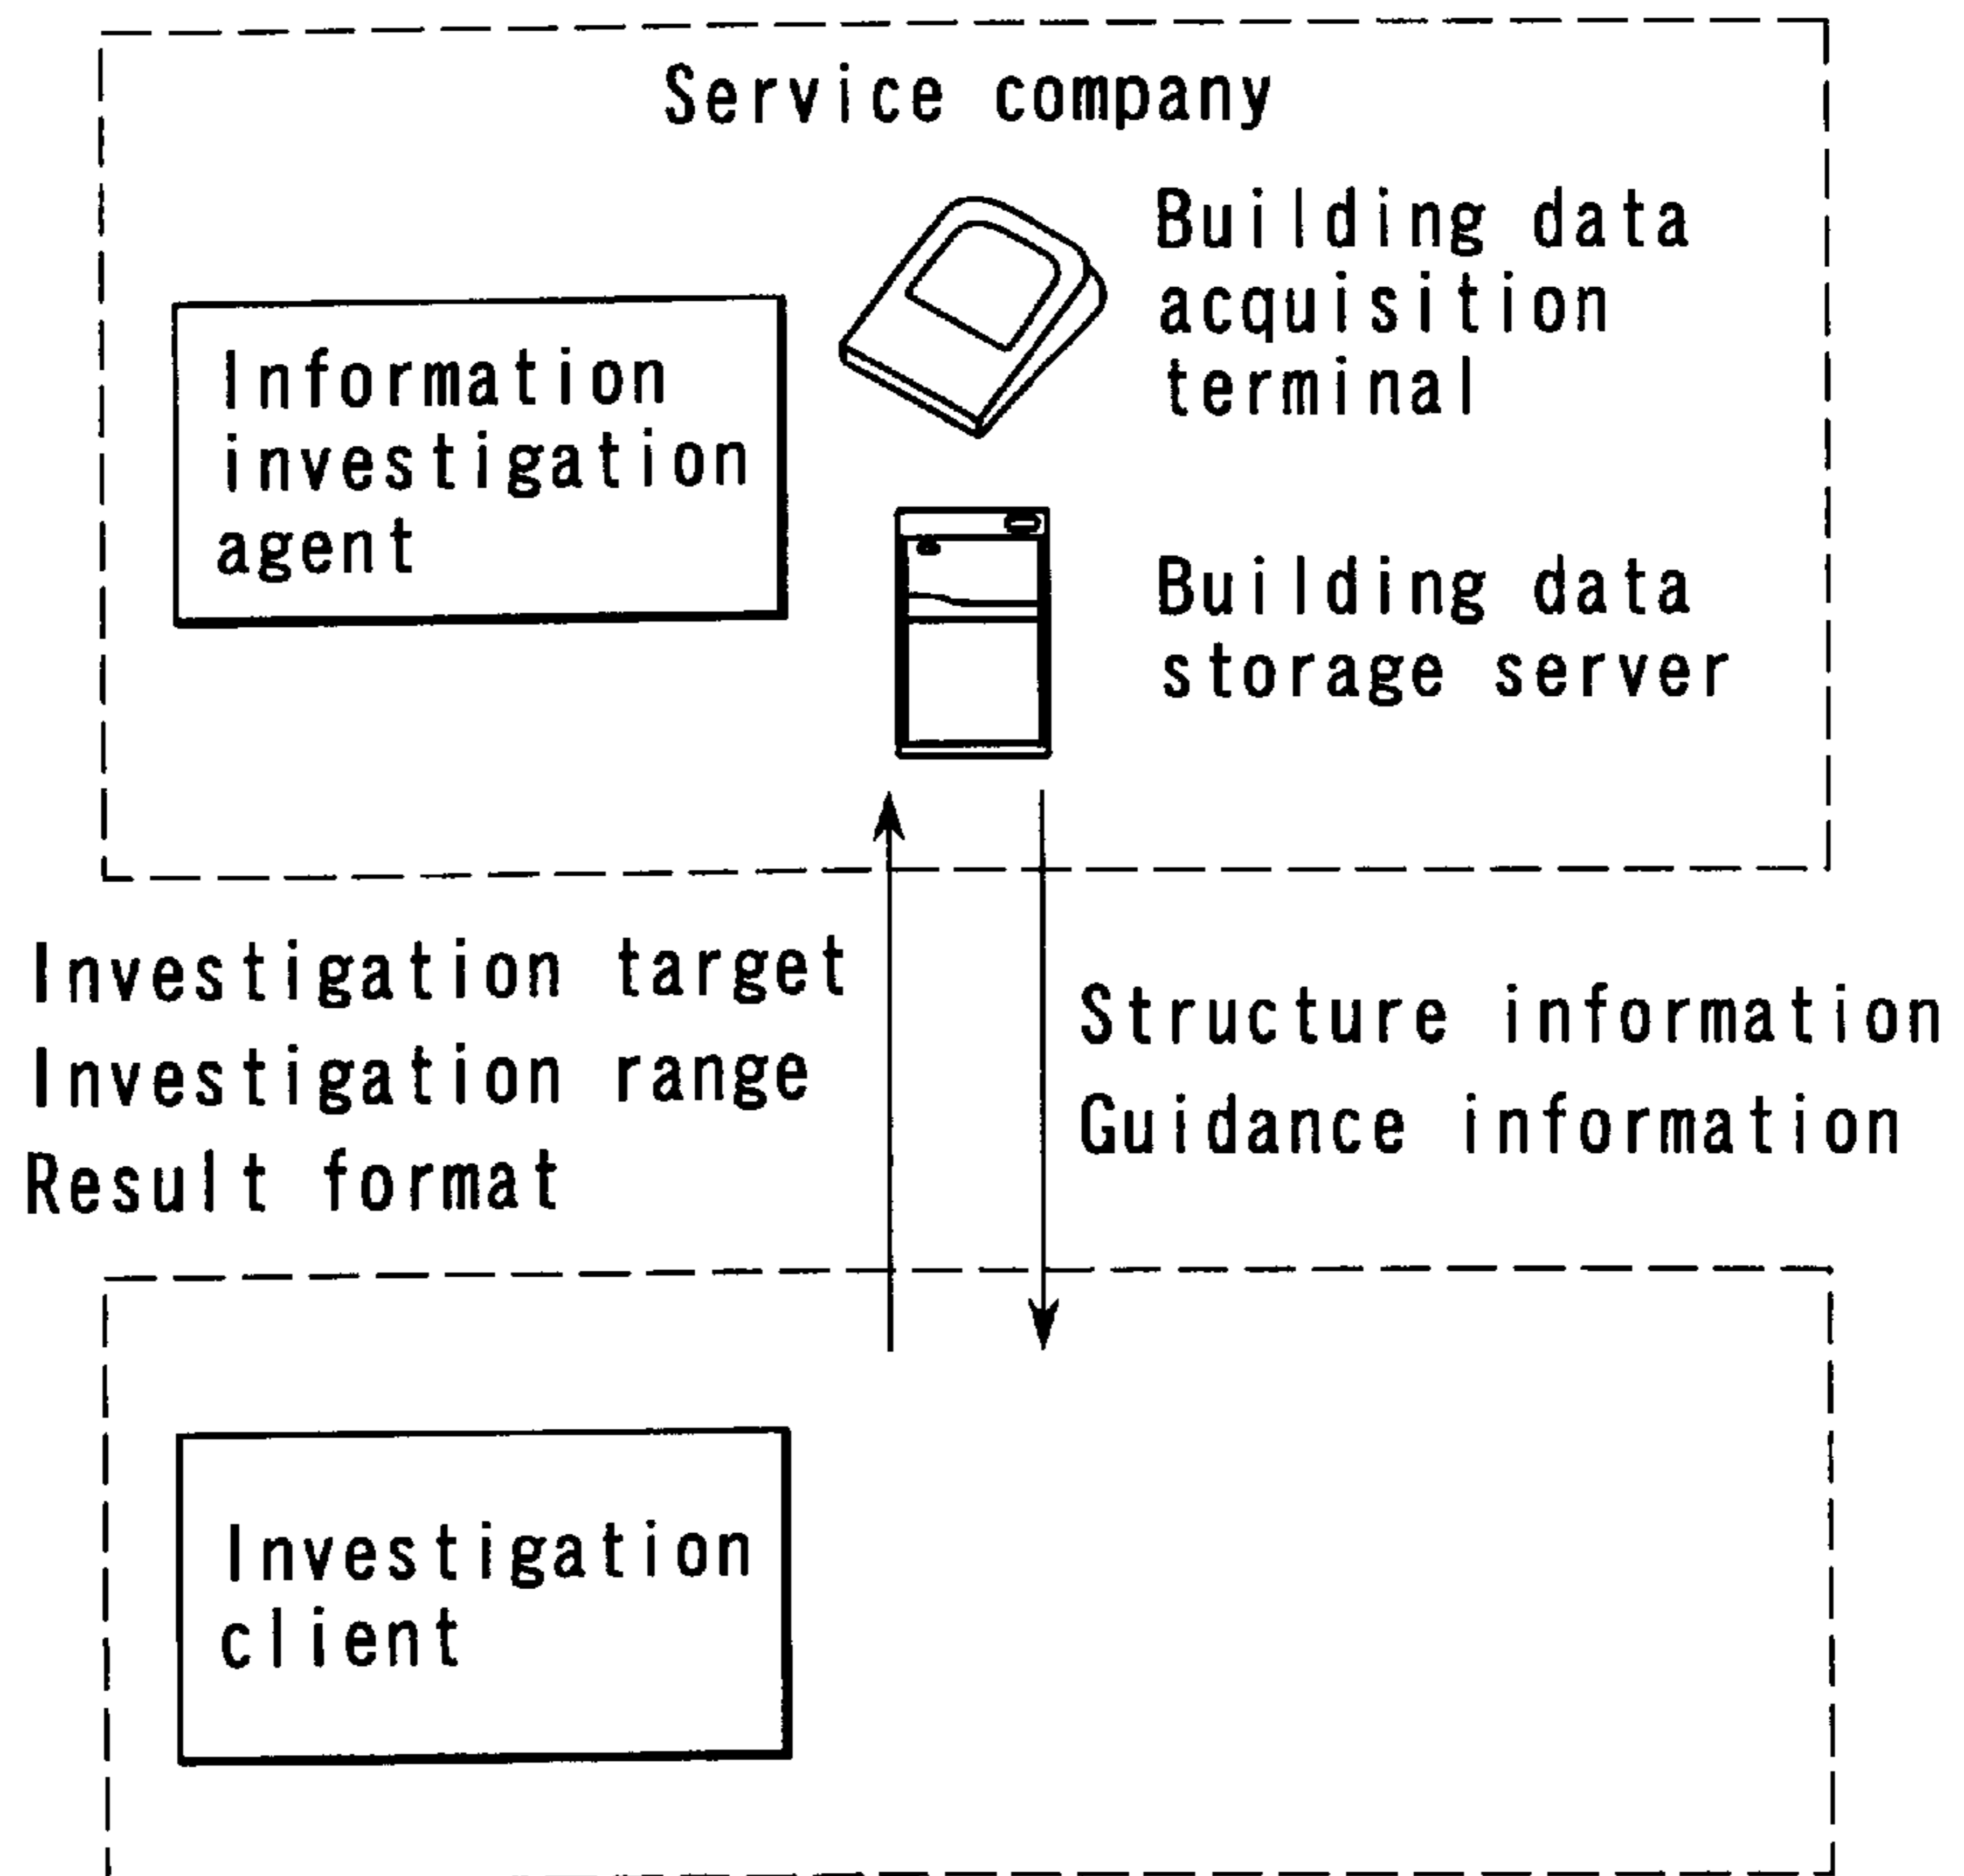 Service company
Building data
acquisition
terminal
Information
investigation
agent
Building data
storage server
Investigation target
Investigation range
Result format
Structure information
Guidance information
Investigation
client